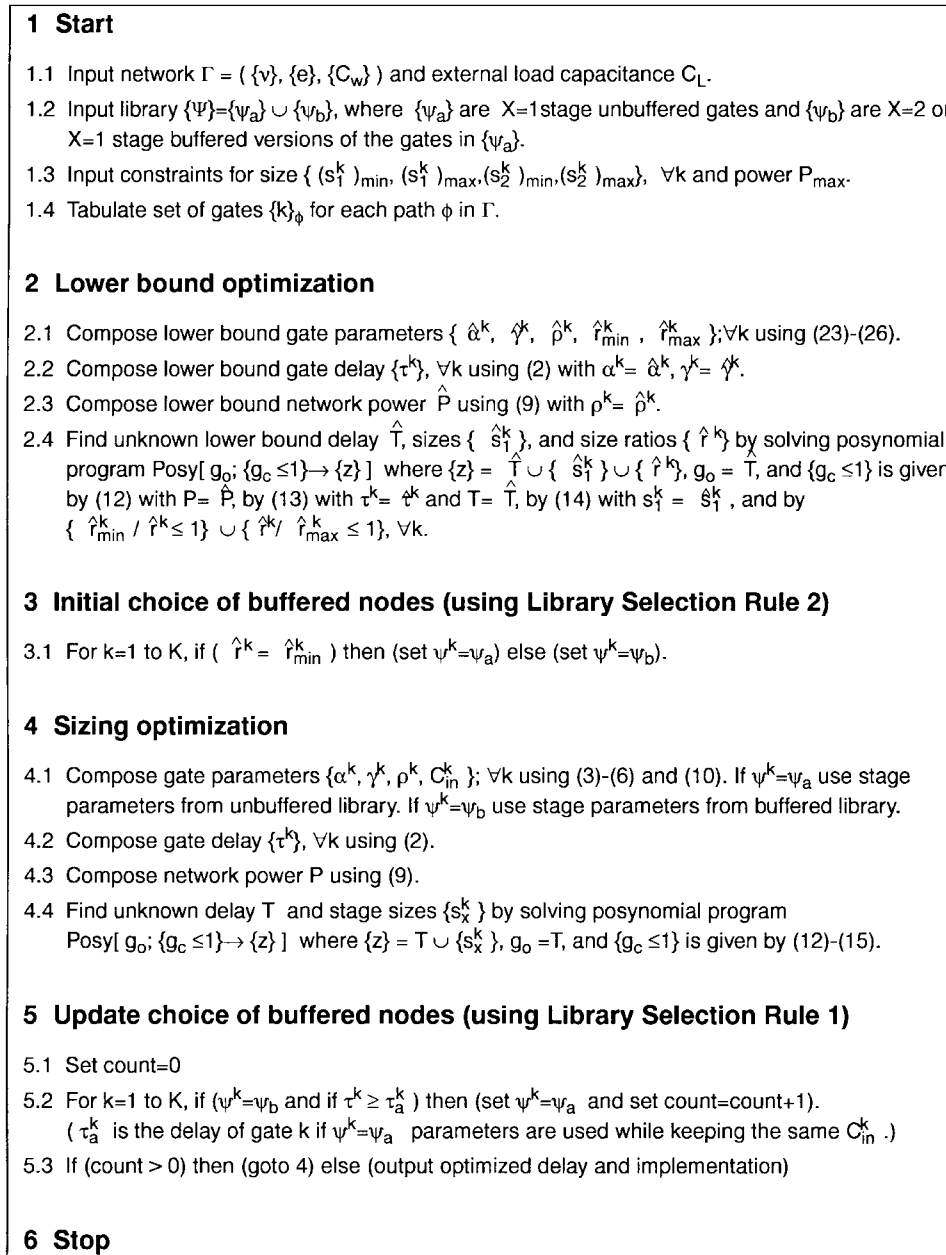 1 Start
1.1 Input network Γ = ( {ν}, {e}, {C_w} ) and external load capacitance C_L.
1.2 Input library {Ψ}={ψ_a} ∪ {ψ_b}, where {ψ_a} are X=1stage unbuffered gates and {ψ_b} are X=2 or
X=1 stage buffered versions of the gates in {ψ_a}.
1.3 Input constraints for size { (s_1^k )_min, (s_1^k )_max,(s_2^k )_min,(s_2^k )_max}, ∀k and power P_max.
1.4 Tabulate set of gates {k}_ϕ for each path ϕ in Γ.
2 Lower bound optimization
2.1 Compose lower bound gate parameters { α̂^k, γ̂^k, ρ̂^k, r̂_min^k , r̂_max^k };∀k using (23)-(26).
2.2 Compose lower bound gate delay {τ^k}, ∀k using (2) with α^k= α̂^k, γ^k= γ̂^k.
2.3 Compose lower bound network power P̂ using (9) with ρ^k= ρ̂^k.
2.4 Find unknown lower bound delay T̂, sizes { ŝ_1^k }, and size ratios { r̂^k} by solving posynomial
program Posy[ g_o; {g_c ≤1}→ {z} ] where {z} = T̂ ∪ { ŝ_1^k } ∪ { r̂^k}, g_o = T̂, and {g_c ≤1} is given
by (12) with P= P̂, by (13) with τ^k= τ̂^k and T= T̂, by (14) with s_1^k = ŝ_1^k , and by
{ r̂_min^k / r̂^k ≤ 1} ∪ { r̂^k/ r̂_max^k ≤ 1}, ∀k.
3 Initial choice of buffered nodes (using Library Selection Rule 2)
3.1 For k=1 to K, if ( r̂^k = r̂_min^k ) then (set ψ^k=ψ_a) else (set ψ^k=ψ_b).
4 Sizing optimization
4.1 Compose gate parameters {α^k, γ^k, ρ^k, C_in^k }; ∀k using (3)-(6) and (10). If ψ^k=ψ_a use stage
parameters from unbuffered library. If ψ^k=ψ_b use stage parameters from buffered library.
4.2 Compose gate delay {τ^k}, ∀k using (2).
4.3 Compose network power P using (9).
4.4 Find unknown delay T and stage sizes {s_x^k } by solving posynomial program
Posy[ g_o; {g_c ≤1}→ {z} ] where {z} = T ∪ {s_x^k }, g_o =T, and {g_c ≤1} is given by (12)-(15).
5 Update choice of buffered nodes (using Library Selection Rule 1)
5.1 Set count=0
5.2 For k=1 to K, if (ψ^k=ψ_b and if τ^k ≥ τ_a^k ) then (set ψ^k=ψ_a and set count=count+1).
( τ_a^k is the delay of gate k if ψ^k=ψ_a parameters are used while keeping the same C_in^k .)
5.3 If (count > 0) then (goto 4) else (output optimized delay and implementation)
6 Stop